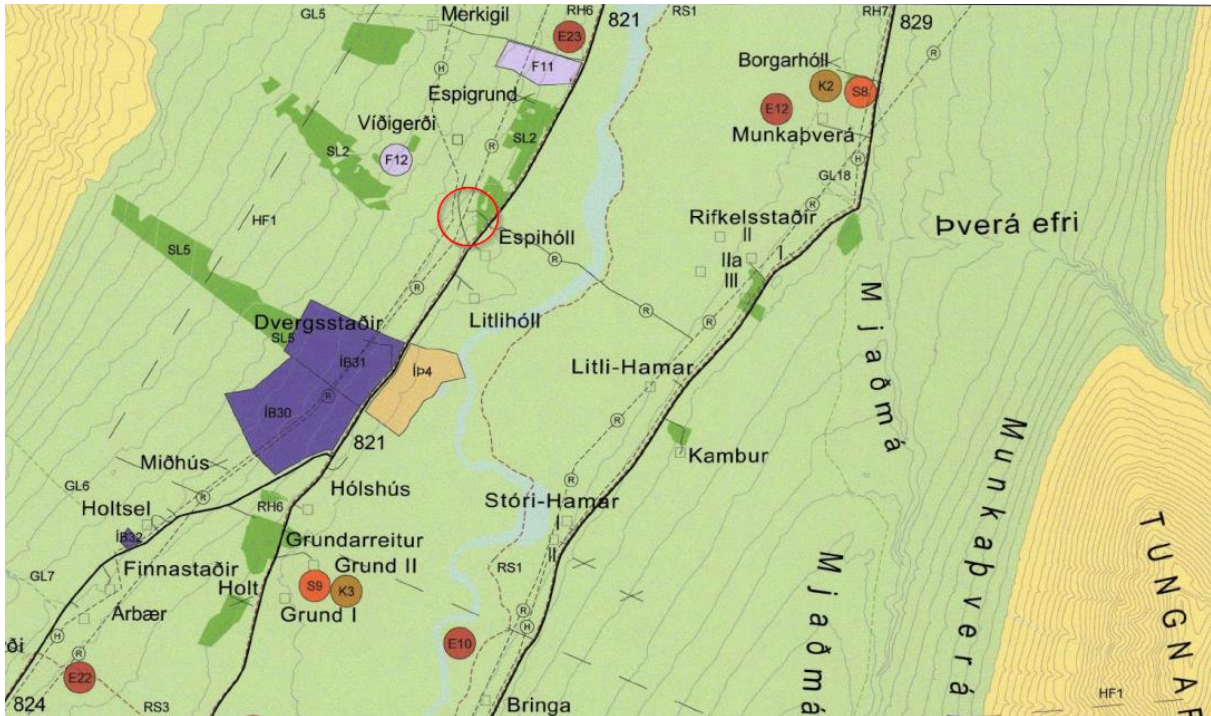 GL5
Merkigil
RH6
821
RS1
RH7
829
E23
R
H
F11
Borgarhóll
K2
S8
E12
Espigrund
Munkaþverá
Víðigerði
SL2
R
SL2
F12
H
GL18
R
HF1
Rifkelsstaðir
II
Þverá efri
SL5
Espihóll
IIa
I
III
R
R
Litlihóll
R
R
Mjaðmá
Dvergsstaðir
SL5
ÍB31
ÍÞ4
Litli-Hamar
R
ÍB30
R
821
Kambur
Munkaþverá
Miðhús
GL6
R
R
Holtsel
Hólshús
Stóri-Hamar
RH6
I
ÍB32
Grundarreitur
II
TUNGNAF
Finnastaðir
Grund II
RS1
GL7
Holt
S9
K3
Mjaðmá
Árbær
Grund I
R
H
H
E10
ði
R
E22
824
RS3
Bringa
HF1